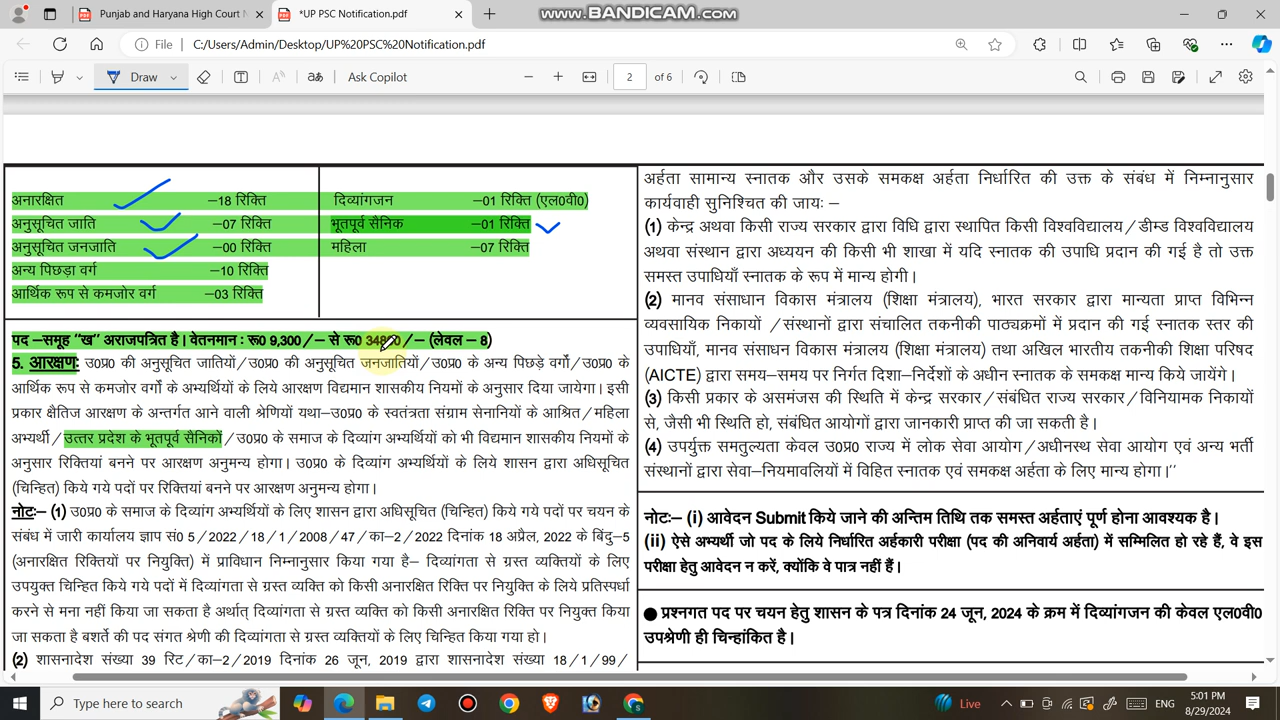 Punjab and Haryana High Court N
*UP PSC Notification.pdf
www.BANDICAM.com
File
C:/Users/Admin/Desktop/UP%20PSC%20Notification.pdf
Draw
Ask Copilot
2
of 6
अनारक्षित –18 रिक्ति
अनुसूचित जाति –07 रिक्ति
अनुसूचित जनजाति –00 रिक्ति
अन्य पिछड़ा वर्ग –10 रिक्ति
आर्थिक रूप से कमजोर वर्ग –03 रिक्ति
दिव्यांगजन –01 रिक्ति (एल0वी0)
भूतपूर्व सैनिक –01 रिक्ति
महिला –07 रिक्ति
पद –समूह "ख" अराजपत्रित है। वेतनमान : रू0 9,300/– से रू0 /– (लेवल – 8)
5. आरक्षण: उ0प्र0 की अनुसूचित जातियों/उ0प्र0 की अनुसूचित जनजातियों/उ0प्र0 के अन्य पिछड़े वर्गों/उ0प्र0 के
आर्थिक रूप से कमजोर वर्गों के अभ्यर्थियों के लिये आरक्षण विद्यमान शासकीय नियमों के अनुसार दिया जायेगा। इसी
प्रकार क्षैतिज आरक्षण के अन्तर्गत आने वाली श्रेणियों यथा–उ0प्र0 के स्वतंत्रता संग्राम सेनानियों के आश्रित/महिला
अभ्यर्थी/उत्तर प्रदेश के भूतपूर्व सैनिकों/उ0प्र0 के समाज के दिव्यांग अभ्यर्थियों को भी विद्यमान शासकीय नियमों के
अनुसार रिक्तियां बनने पर आरक्षण अनुमन्य होगा। उ0प्र0 के दिव्यांग अभ्यर्थियों के लिये शासन द्वारा अधिसूचित
(चिन्हित) किये गये पदों पर रिक्तियां बनने पर आरक्षण अनुमन्य होगा।
नोटः– (1) उ0प्र0 के समाज के दिव्यांग अभ्यर्थियों के लिए शासन द्वारा अधिसूचित (चिन्हित) किये गये पदों पर चयन के
संबंध में जारी कार्यालय ज्ञाप सं0 5/2022/18/1/2008/47/का–2/2022 दिनांक 18 अप्रैल, 2022 के बिंदु–5
(अनारक्षित रिक्तियों पर नियुक्ति) में प्राविधान निम्नानुसार किया गया है– दिव्यांगता से ग्रस्त व्यक्तियों के लिए
उपयुक्त चिन्हित किये गये पदों में दिव्यांगता से ग्रस्त व्यक्ति को किसी अनारक्षित रिक्ति पर नियुक्ति के लिये प्रतिस्पर्धा
करने से मना नहीं किया जा सकता है अर्थात् दिव्यांगता से ग्रस्त व्यक्ति को किसी अनारक्षित रिक्ति पर नियुक्त किया
जा सकता है बशर्ते की पद संगत श्रेणी की दिव्यांगता से ग्रस्त व्यक्तियों के लिए चिन्हित किया गया हो।
(2) शासनादेश संख्या 39 रिट/का–2/2019 दिनांक 26 जून, 2019 द्वारा शासनादेश संख्या 18/1/99/
अर्हता सामान्य स्नातक और उसके समकक्ष अर्हता निर्धारित की उक्त के संबंध में निम्नानुसार
कार्यवाही सुनिश्चित की जायः –
(1) केन्द्र अथवा किसी राज्य सरकार द्वारा विधि द्वारा स्थापित किसी विश्वविद्यालय/डीम्ड विश्वविद्यालय
अथवा संस्थान द्वारा अध्ययन की किसी भी शाखा में यदि स्नातक की उपाधि प्रदान की गई है तो उक्त
समस्त उपाधियाँ स्नातक के रूप में मान्य होगी।
(2) मानव संसाधान विकास मंत्रालय (शिक्षा मंत्रालय), भारत सरकार द्वारा मान्यता प्राप्त विभिन्न
व्यवसायिक निकायों /संस्थानों द्वारा संचालित तकनीकी पाठ्यक्रमों में प्रदान की गई स्नातक स्तर की
उपाधियाँ, मानव संसाधान विकास मंत्रालय (शिक्षा मंत्रालय) तथा अखिल भारतीय तकनीकी शिक्षा परिषद
(AICTE) द्वारा समय–समय पर निर्गत दिशा–निर्देशों के अधीन स्नातक के समकक्ष मान्य किये जायेंगे।
(3) किसी प्रकार के असमंजस की स्थिति में केन्द्र सरकार/संबंधित राज्य सरकार/विनियामक निकायों
से, जैसी भी स्थिति हो, संबधित आयोगों द्वारा जानकारी प्राप्त की जा सकती है।
(4) उपर्युक्त समतुल्यता केवल उ0प्र0 राज्य में लोक सेवा आयोग/अधीनस्थ सेवा आयोग एवं अन्य भर्ती
संस्थानों द्वारा सेवा–नियमावलियों में विहित स्नातक एवं समकक्ष अर्हता के लिए मान्य होगा।''
नोटः– (i) आवेदन Submit किये जाने की अन्तिम तिथि तक समस्त अर्हताएं पूर्ण होना आवश्यक है।
(ii) ऐसे अभ्यर्थी जो पद के लिये निर्धारित अर्हकारी परीक्षा (पद की अनिवार्य अर्हता) में सम्मिलित हो रहे हैं, वे इस
परीक्षा हेतु आवेदन न करें, क्योंकि वे पात्र नहीं हैं।
● प्रश्नगत पद पर चयन हेतु शासन के पत्र दिनांक 24 जून, 2024 के क्रम में दिव्यांगजन की केवल एल0वी0
उपश्रेणी ही चिन्हांकित है।
Type here to search
Live
ENG
5:01 PM
8/29/2024